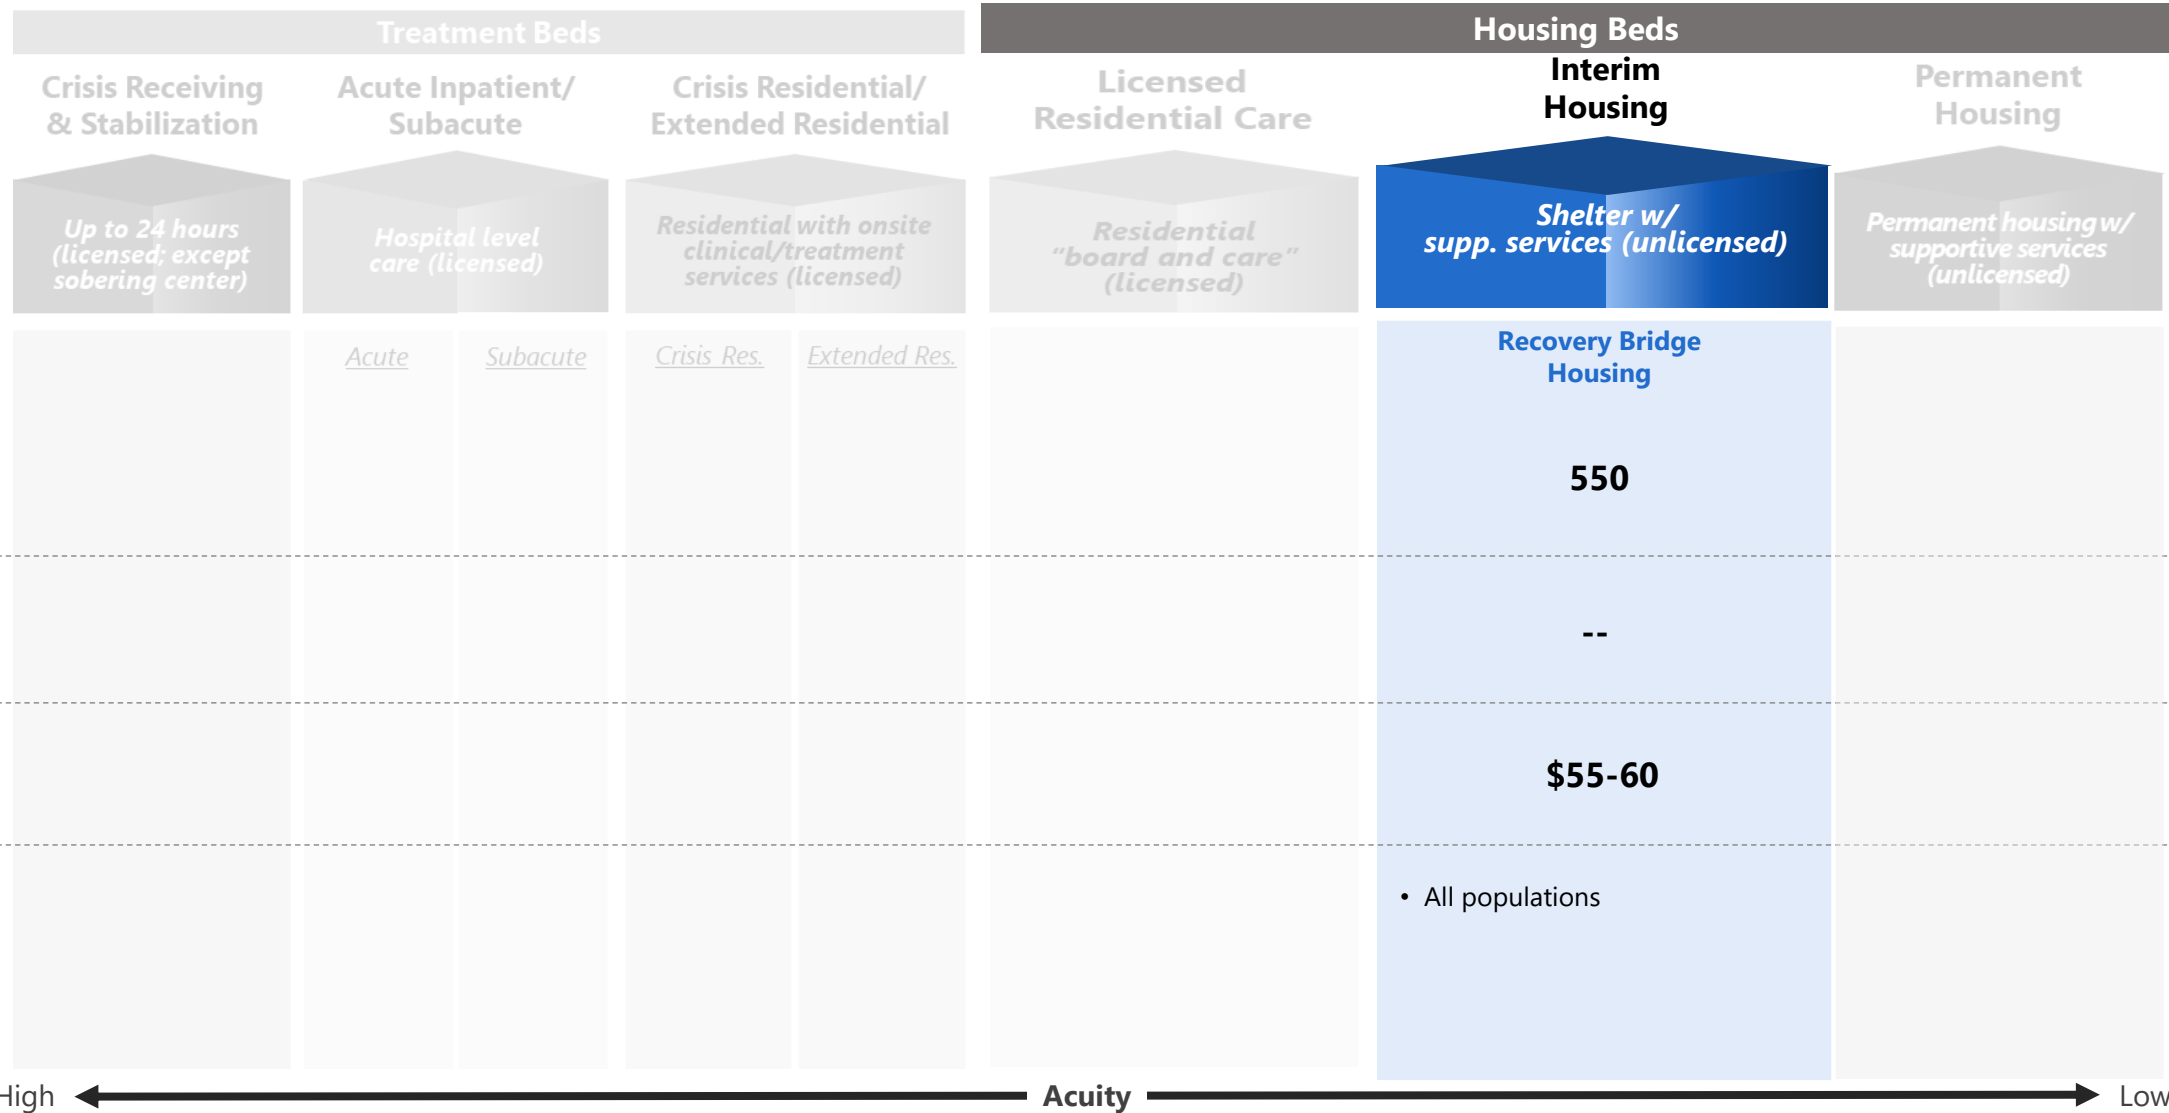 Treatment Beds
Housing Beds
Crisis Receiving
& Stabilization
Acute Inpatient/
Subacute
Crisis Residential/
Extended Residential
Licensed
Residential Care
Interim
Housing
Permanent
Housing
Up to 24 hours
(licensed; except
sobering center)
Hospital level
care (licensed)
Residential with onsite
clinical/treatment
services (licensed)
Residential
“board and care”
(licensed)
Shelter w/
supp. services (unlicensed)
Permanent housing w/
supportive services
(unlicensed)
Acute
Subacute
Crisis Res.
Extended Res.
Recovery Bridge
Housing
550
--
$55-60
• All populations
High
Acuity
Low